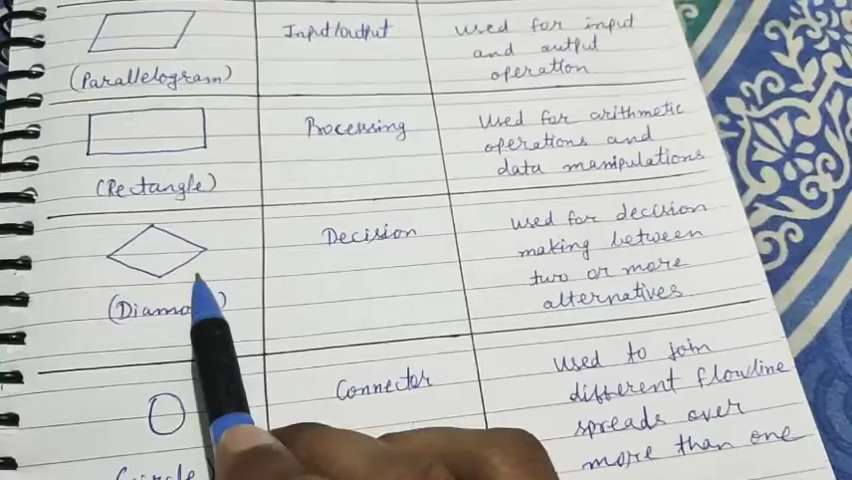 (Parallelogram)
Input/output
used for input
and output
operation
(Rectangle)
Processing
used for arithmetic
operations and
data manipulations
Decision
used for decision
making between
two or more
alternatives
Connector
used to join
different flowline
spreads over
more than one